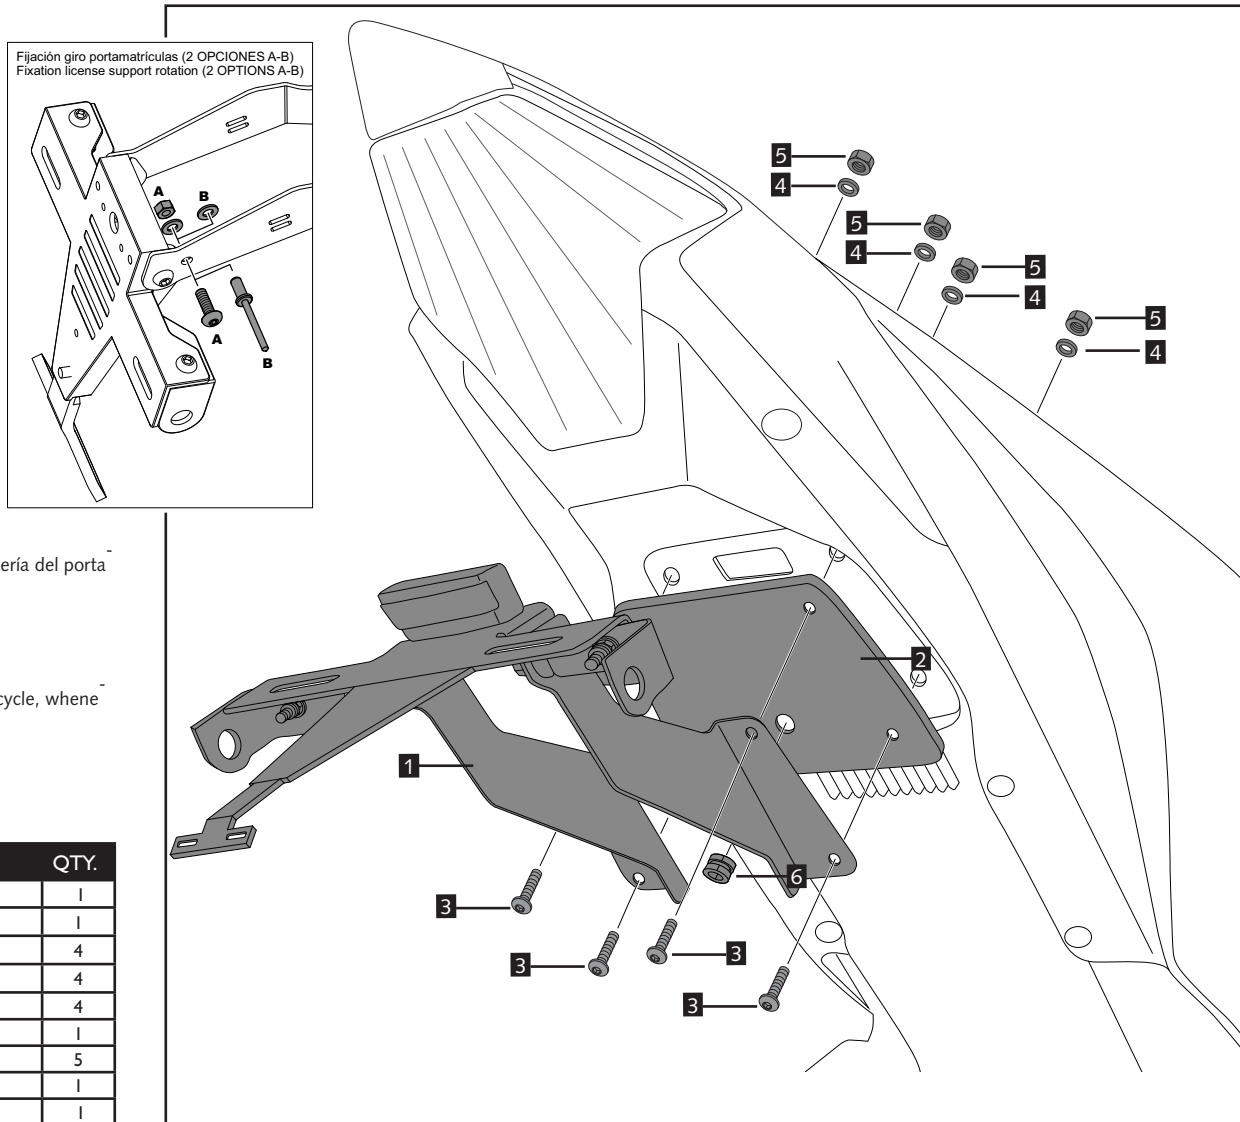 Fijación giro portamatrículas (2 OPCIONES A-B)
Fixation license support rotation (2 OPTIONS A-B)
A
B
A
B
5
4
5
4
5
4
5
4
ería del porta-
cycle, whene-
2
1
6
3
3
3
3
QTY.
1
1
4
4
4
1
5
1
1